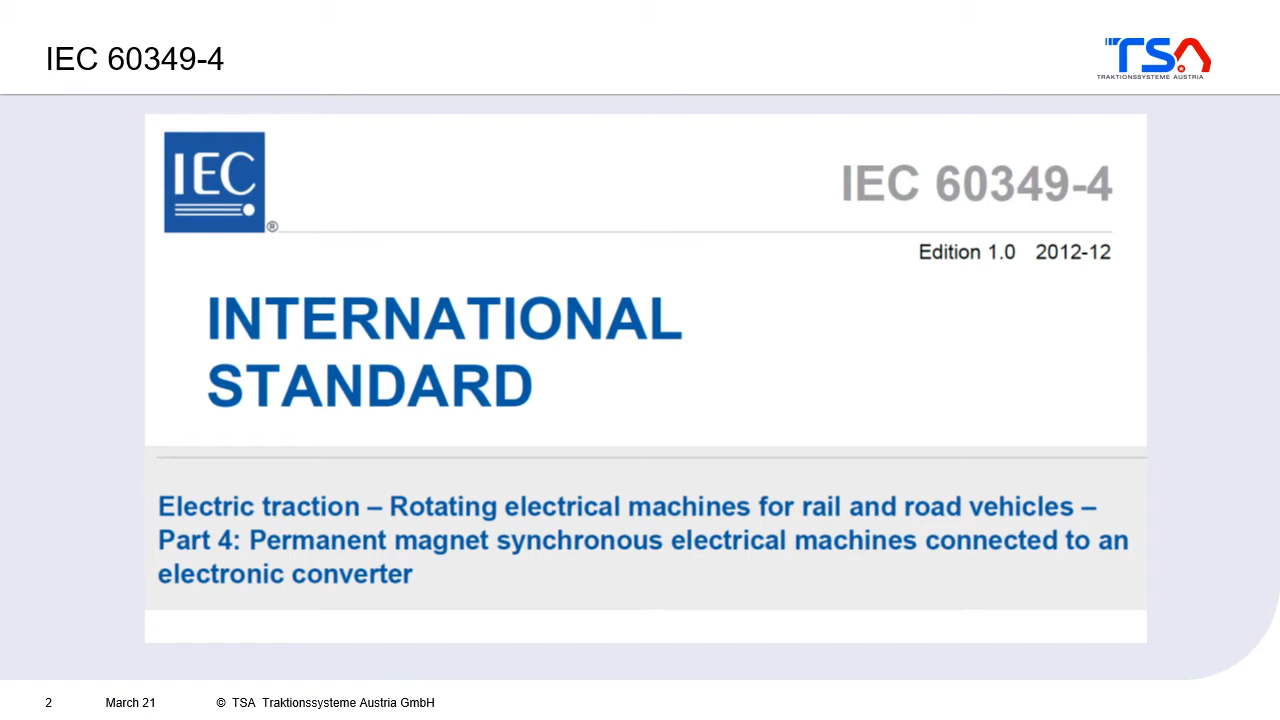 IEC 60349-4
TSA
TRAKTIONSSYSTEME AUSTRIA
IEC
®
IEC 60349-4
Edition 1.0 2012-12
INTERNATIONAL
STANDARD
Electric traction – Rotating electrical machines for rail and road vehicles –
Part 4: Permanent magnet synchronous electrical machines connected to an
electronic converter
2 March 21 © TSA Traktionssysteme Austria GmbH